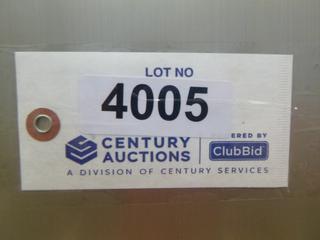 LOT NO
4005
CENTURY ERED BY
AUCTIONS ClubBid
A DIVISION OF CENTURY SERVICES